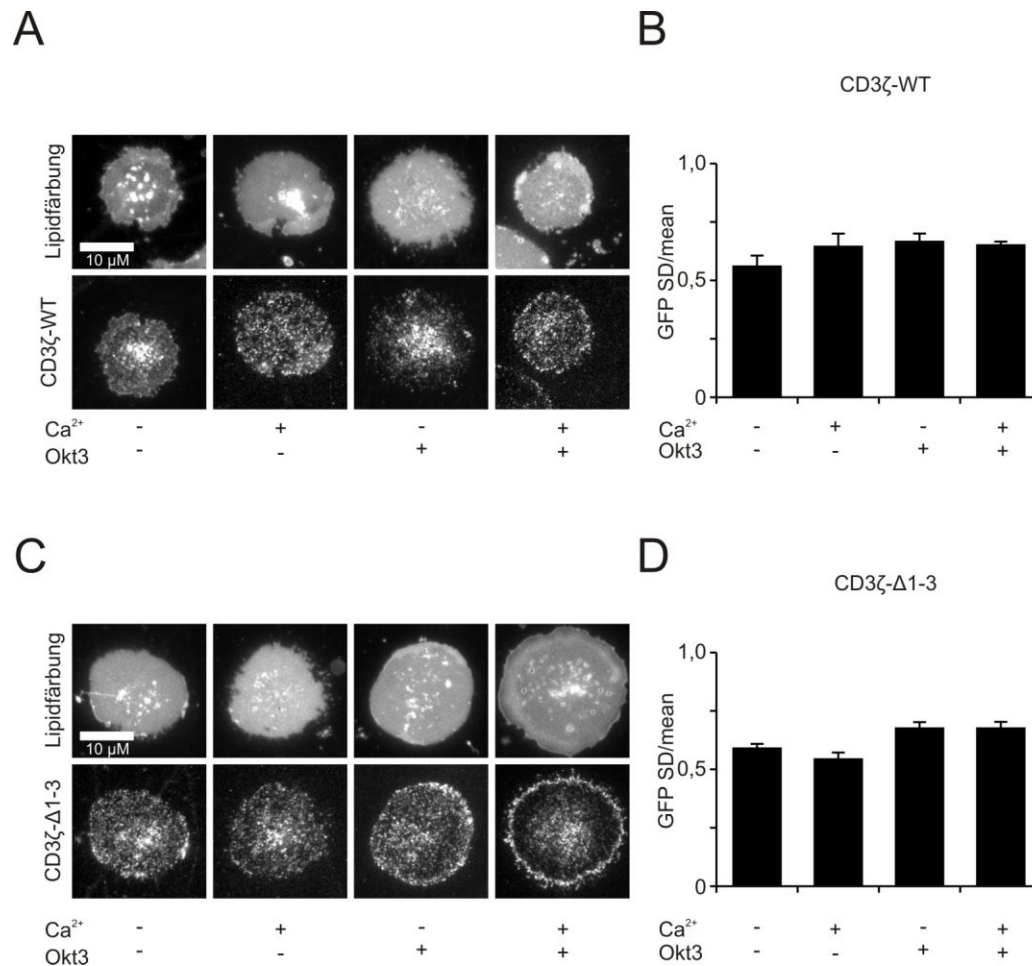 A
Lipidfärbung
10 µM
CD3ζ-WT
Ca²⁺ - + - +
Okt3 - - + +
B
CD3ζ-WT
GFP SD/mean
1,0
0,5
0
Ca²⁺ - + - +
Okt3 - - + +
C
Lipidfärbung
10 µM
CD3ζ-Δ1-3
Ca²⁺ - + - +
Okt3 - - + +
D
CD3ζ-Δ1-3
GFP SD/mean
1,0
0,5
0
Ca²⁺ - + - +
Okt3 - - + +